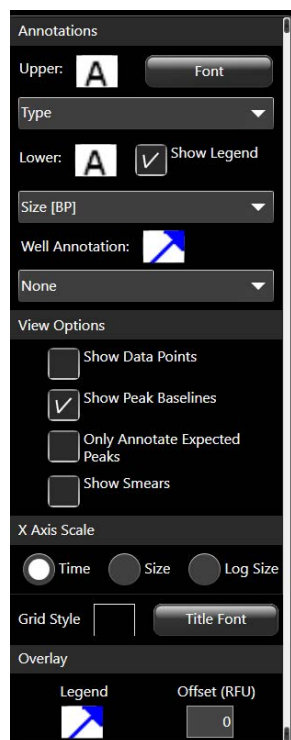 Annotations
Upper: A Font
Type
Lower: A Show Legend
Size [BP]
Well Annotation:
None
View Options
Show Data Points
Show Peak Baselines
Only Annotate Expected
Peaks
Show Smears
X Axis Scale
Time Size Log Size
Grid Style Title Font
Overlay
Legend Offset (RFU)
0